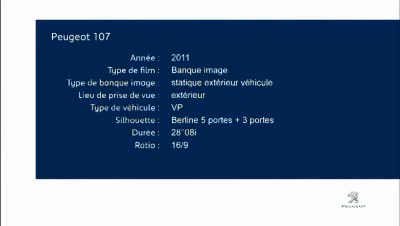 Peugeot 107
Année : 2011
Type de film : Banque image
Type de banque image : statique extérieur véhicule
Lieu de prise de vue : extérieur
Type de véhicule : VP
Silhouette : Berline 5 portes + 3 portes
Durée : 28"08i
Ratio : 16/9
PEUGEOT